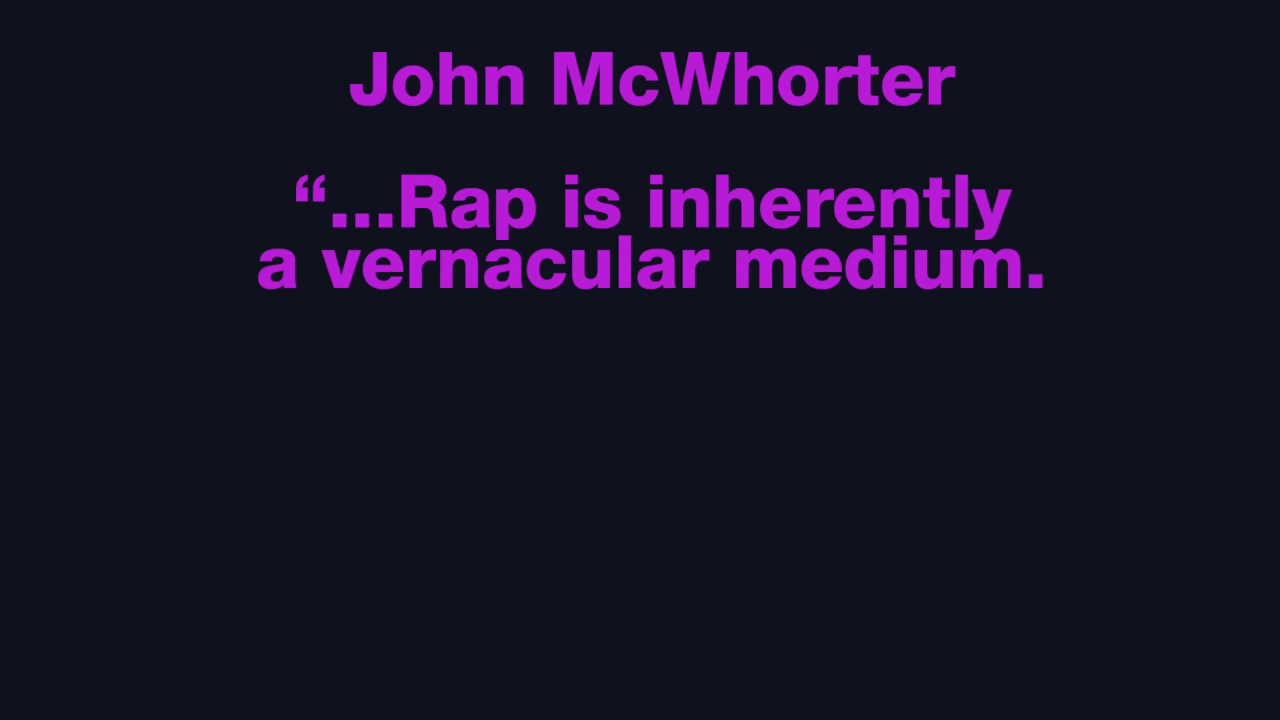 John McWhorter
“...Rap is inherently
a vernacular medium.